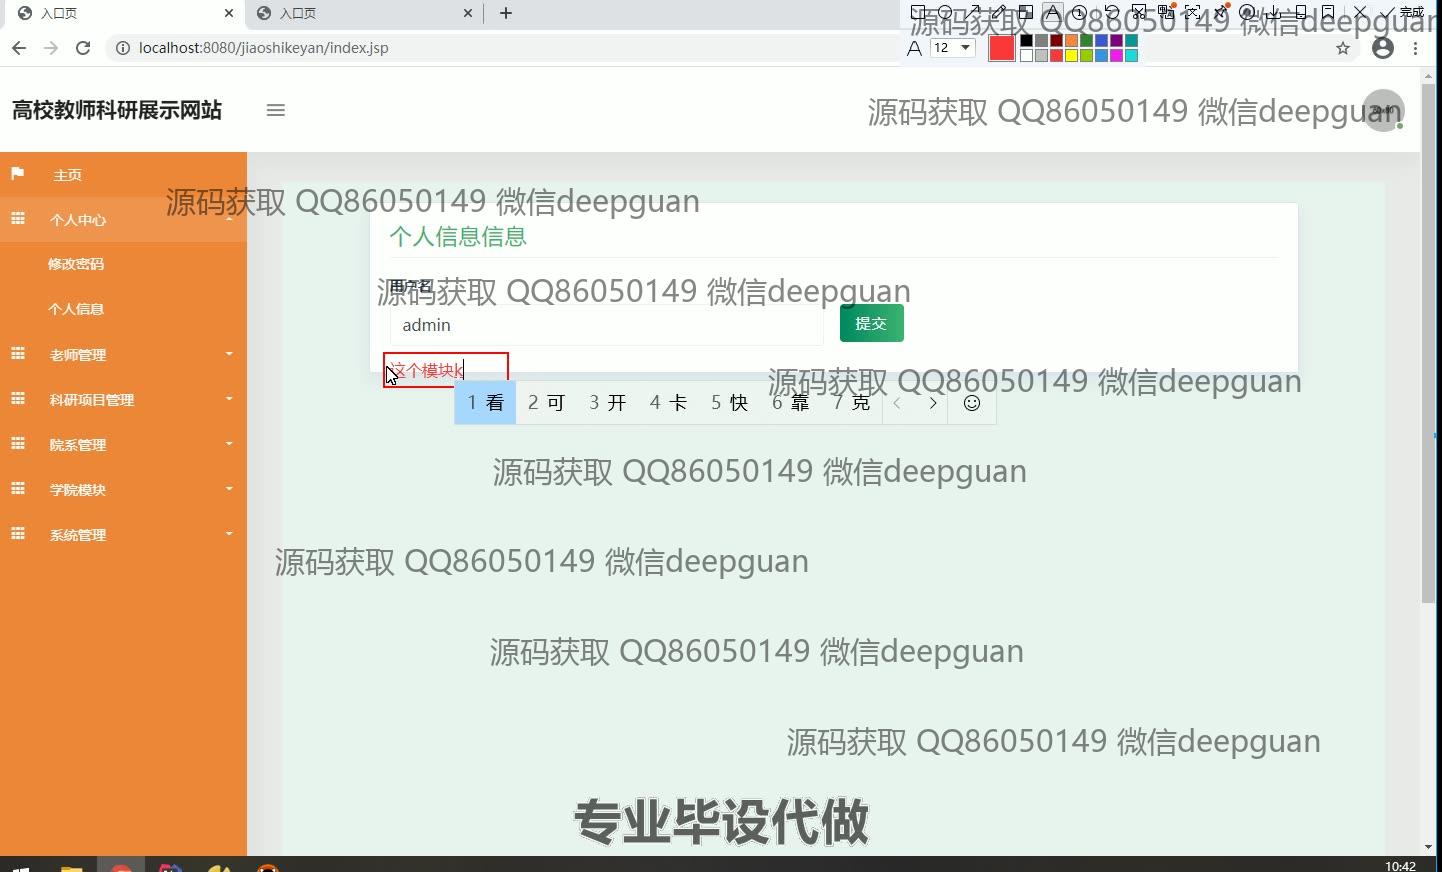 入口页
入口页
完成
localhost:8080/jiaoshikeyan/index.jsp
12
源码获取 QQ86050149 微信deepguan
高校教师科研展示网站
源码获取 QQ86050149 微信deepguan
主页
源码获取 QQ86050149 微信deepguan
个人中心
个人信息信息
修改密码
用户名
源码获取 QQ86050149 微信deepguan
个人信息
admin
提交
老师管理
这个模块k
源码获取 QQ86050149 微信deepguan
科研项目管理
1 看 2 可 3 开 4 卡 5 快 6 靠 7 克
院系管理
源码获取 QQ86050149 微信deepguan
学院模块
系统管理
源码获取 QQ86050149 微信deepguan
源码获取 QQ86050149 微信deepguan
源码获取 QQ86050149 微信deepguan
专业毕设代做
10:42